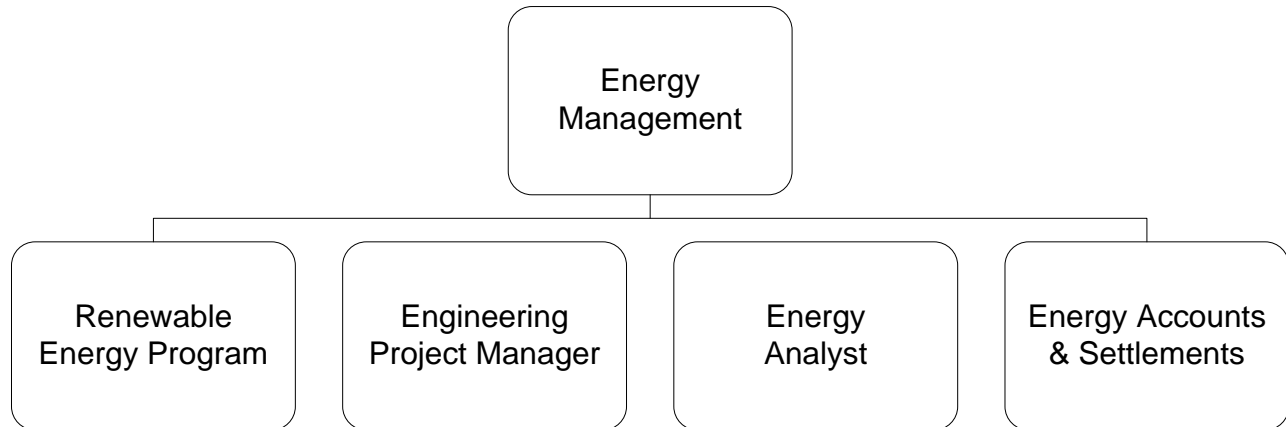 Energy
Management
Renewable
Energy Program
Engineering
Project Manager
Energy
Analyst
Energy Accounts
& Settlements